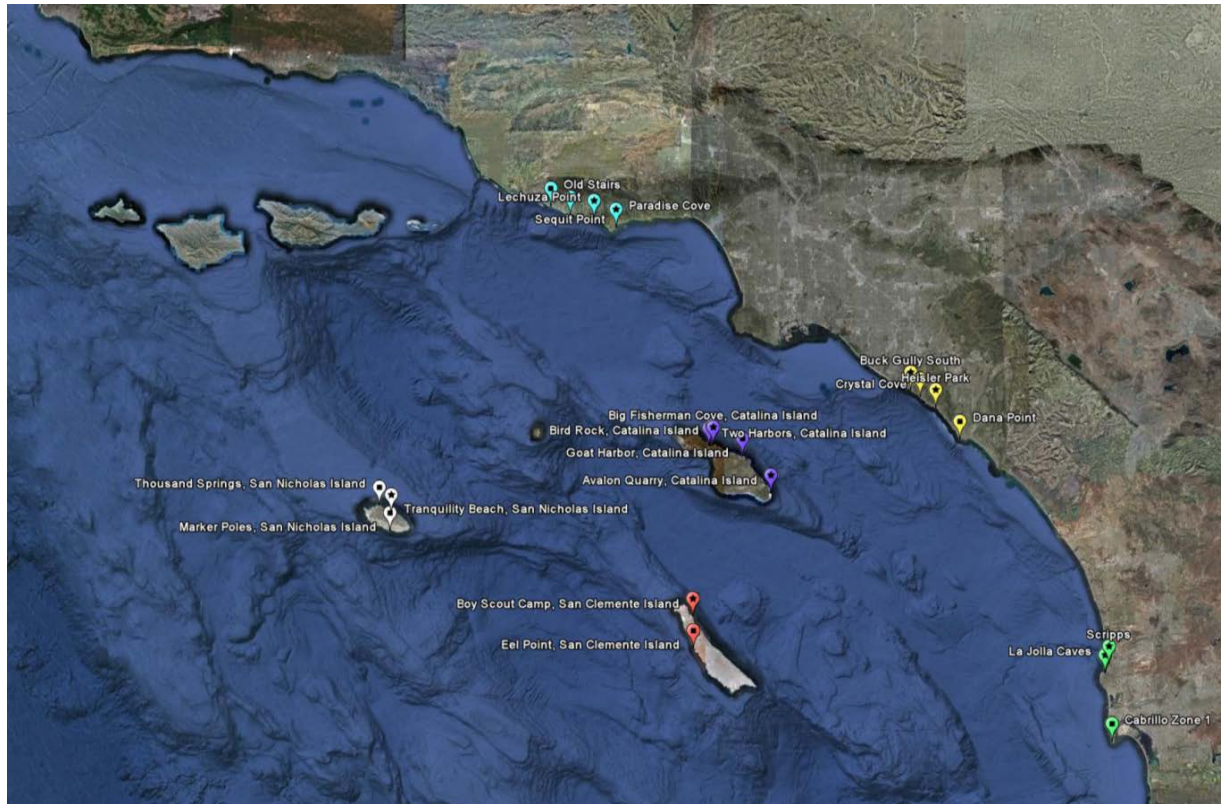 Old Stairs
Lechuza Point
Paradise Cove
Sequit Point
Buck Gully South
Crystal Cove
Heisler Park
Dana Point
Big Fisherman Cove, Catalina Island
Bird Rock, Catalina Island
Two Harbors, Catalina Island
Goat Harbor, Catalina Island
Avalon Quarry, Catalina Island
Thousand Springs, San Nicholas Island
Tranquility Beach, San Nicholas Island
Marker Poles, San Nicholas Island
Boy Scout Camp, San Clemente Island
Eel Point, San Clemente Island
Scripps
La Jolla Caves
Cabrillo Zone 1